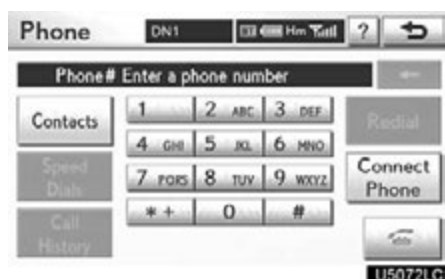 Phone DN1 Hm ?
Phone# Enter a phone number
Contacts 1 2 ABC 3 DEF Redial
4 GHI 5 JKL 6 MNO
Speed Dials 7 PQRS 8 TUV 9 WXYZ Connect Phone
* + 0 #
Call History
U5072LC